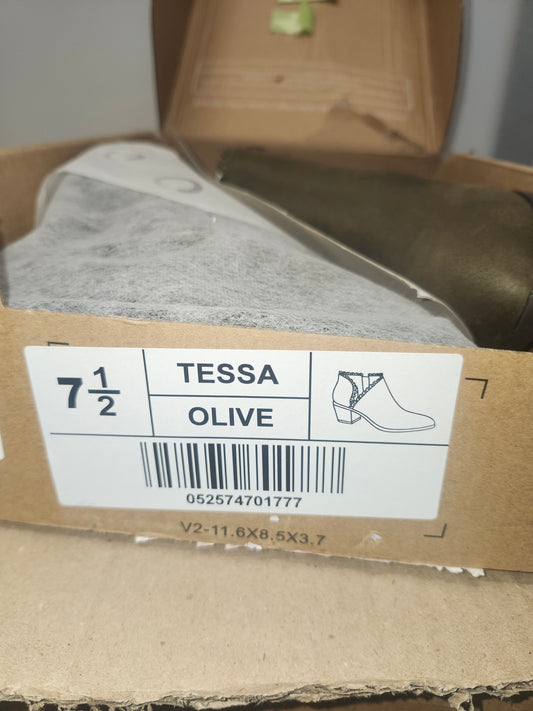 7 1/2
TESSA
OLIVE
052574701777
V2-11.6X8.5X3.7